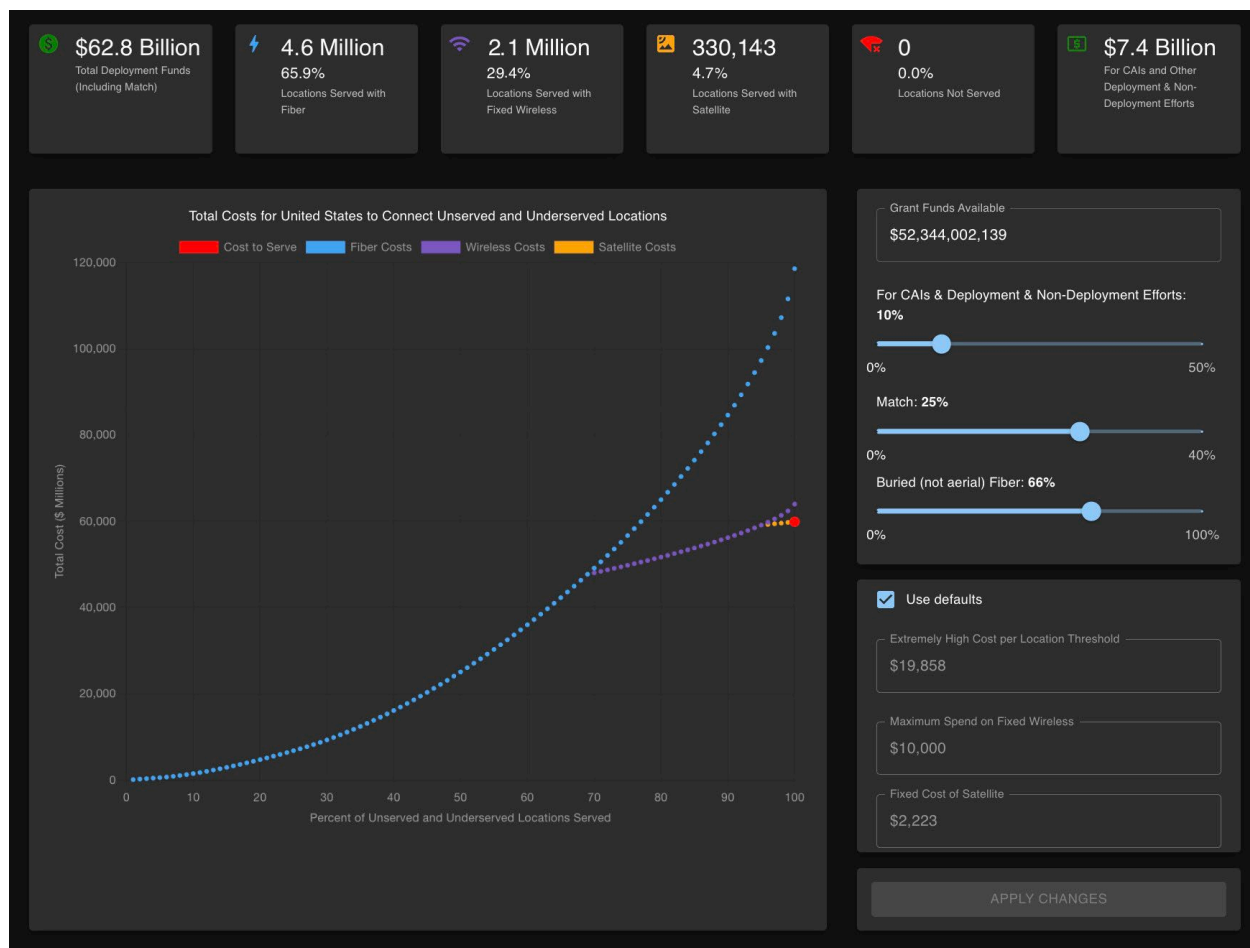 $62.8 Billion
Total Deployment Funds
(Including Match)
4.6 Million
65.9%
Locations Served with
Fiber
2.1 Million
29.4%
Locations Served with
Fixed Wireless
330,143
4.7%
Locations Served with
Satellite
0
0.0%
Locations Not Served
$7.4 Billion
For CAIs and Other
Deployment & Non-
Deployment Efforts
Total Costs for United States to Connect Unserved and Underserved Locations
Cost to Serve Fiber Costs Wireless Costs Satellite Costs
120,000
100,000
80,000
60,000
40,000
20,000
0
Total Cost ($ Millions)
0 10 20 30 40 50 60 70 80 90 100
Percent of Unserved and Underserved Locations Served
Grant Funds Available
$52,344,002,139
For CAIs & Deployment & Non-Deployment Efforts:
10%
0% 50%
Match: 25%
0% 40%
Buried (not aerial) Fiber: 66%
0% 100%
Use defaults
Extremely High Cost per Location Threshold
$19,858
Maximum Spend on Fixed Wireless
$10,000
Fixed Cost of Satellite
$2,223
APPLY CHANGES